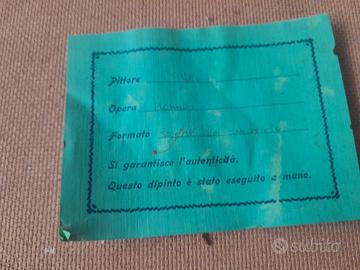 Pittore
Opera
Formato
Si garantisce l'autenticità.
Questo dipinto è stato eseguito a mano.
subito